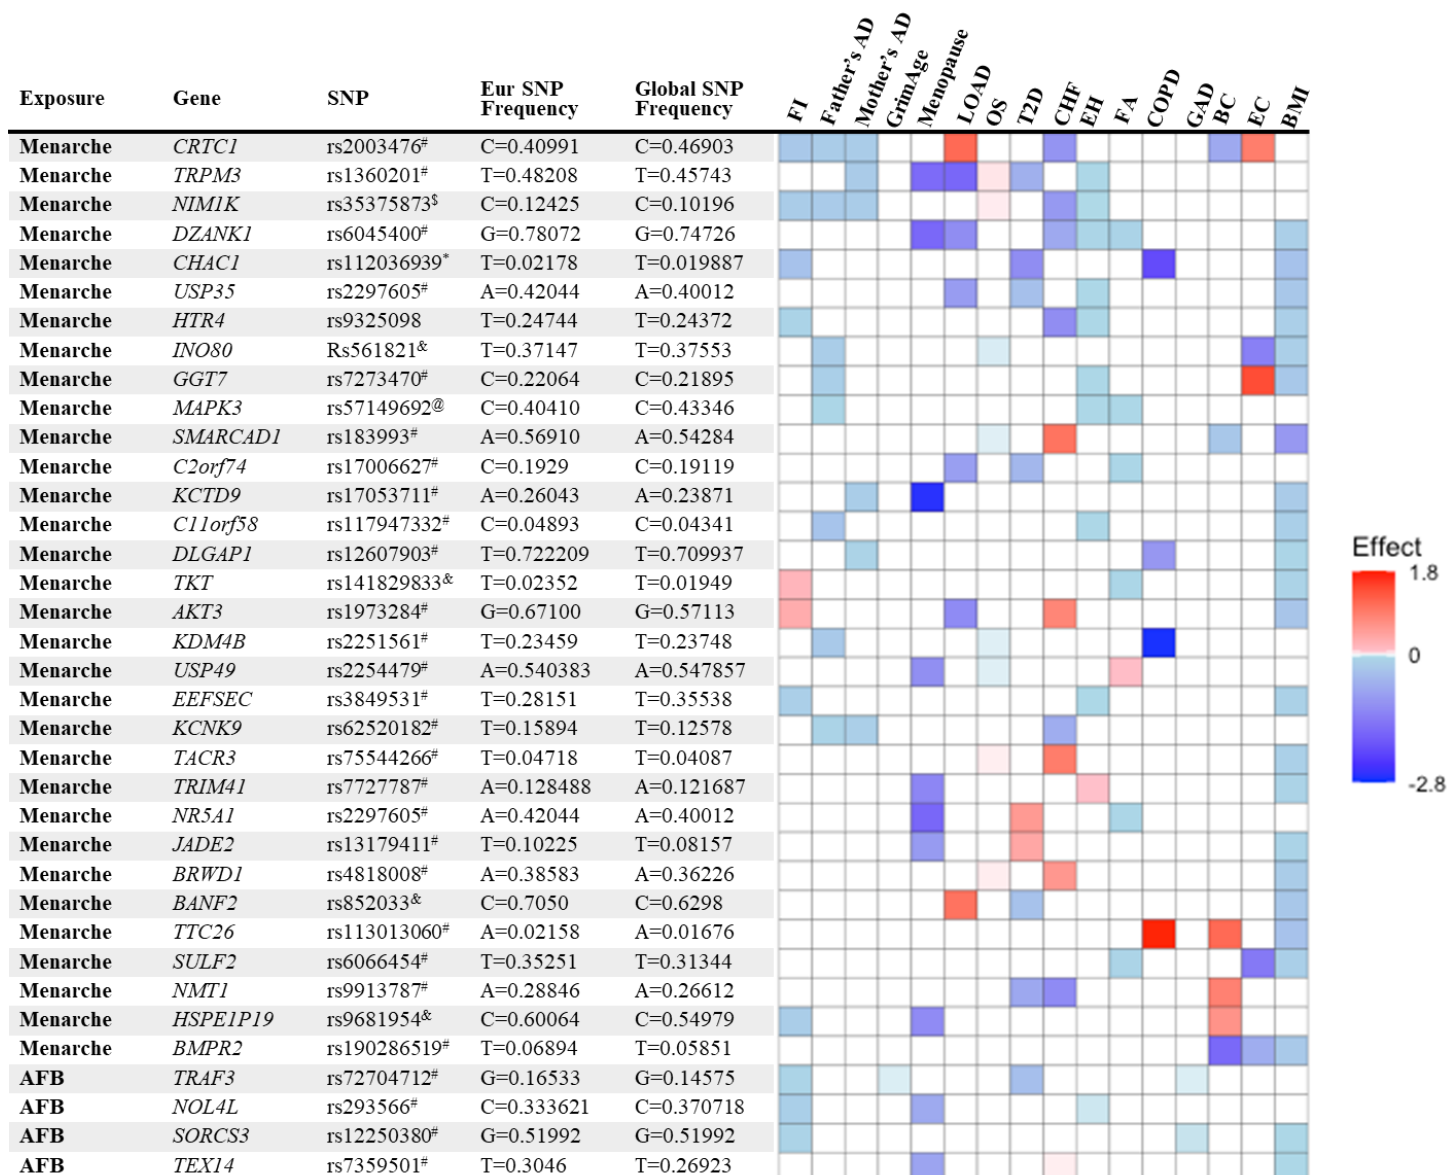 Exposure Gene SNP Eur SNP Frequency Global SNP Frequency FI Father's AD Mother's AD GrimAge Menopause LOAD OS T2D CHF EH FA COPD GAD BC EC BMI
Menarche CRTC1 rs2003476# C=0.40991 C=0.46903
Menarche TRPM3 rs1360201# T=0.48208 T=0.45743
Menarche NIM1K rs35375873$ C=0.12425 C=0.10196
Menarche DZANK1 rs6045400# G=0.78072 G=0.74726
Menarche CHAC1 rs112036939* T=0.02178 T=0.019887
Menarche USP35 rs2297605# A=0.42044 A=0.40012
Menarche HTR4 rs9325098 T=0.24744 T=0.24372
Menarche INO80 Rs561821& T=0.37147 T=0.37553
Menarche GGT7 rs7273470# C=0.22064 C=0.21895
Menarche MAPK3 rs57149692@ C=0.40410 C=0.43346
Menarche SMARCAD1 rs183993# A=0.56910 A=0.54284
Menarche C2orf74 rs17006627# C=0.1929 C=0.19119
Menarche KCTD9 rs17053711# A=0.26043 A=0.23871
Menarche C11orf58 rs117947332# C=0.04893 C=0.04341
Menarche DLGAP1 rs12607903# T=0.722209 T=0.709937
Menarche TKT rs141829833& T=0.02352 T=0.01949
Menarche AKT3 rs1973284# G=0.67100 G=0.57113
Menarche KDM4B rs2251561# T=0.23459 T=0.23748
Menarche USP49 rs2254479# A=0.540383 A=0.547857
Menarche EEFSEC rs3849531# T=0.28151 T=0.35538
Menarche KCNK9 rs62520182# T=0.15894 T=0.12578
Menarche TACR3 rs75544266# T=0.04718 T=0.04087
Menarche TRIM41 rs7727787# A=0.128488 A=0.121687
Menarche NR5A1 rs2297605# A=0.42044 A=0.40012
Menarche JADE2 rs13179411# T=0.10225 T=0.08157
Menarche BRWD1 rs4818008# A=0.38583 A=0.36226
Menarche BANF2 rs852033& C=0.7050 C=0.6298
Menarche TTC26 rs113013060# A=0.02158 A=0.01676
Menarche SULF2 rs6066454# T=0.35251 T=0.31344
Menarche NMT1 rs9913787# A=0.28846 A=0.26612
Menarche HSPE1P19 rs9681954& C=0.60064 C=0.54979
Menarche BMPR2 rs190286519# T=0.06894 T=0.05851
AFB TRAF3 rs72704712# G=0.16533 G=0.14575
AFB NOL4L rs293566# C=0.333621 C=0.370718
AFB SORCS3 rs12250380# G=0.51992 G=0.51992
AFB TEX14 rs7359501# T=0.3046 T=0.26923
Effect
1.8
0
-2.8